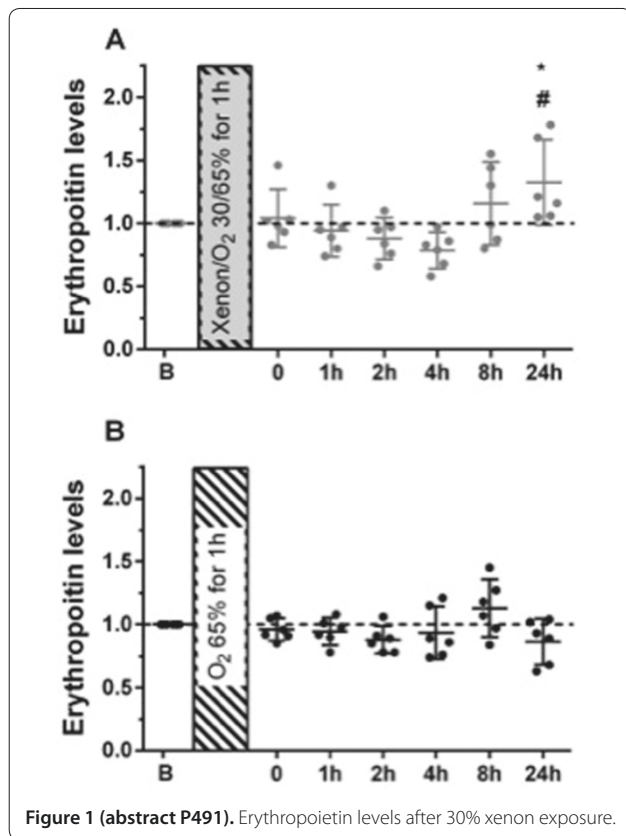 A
Erythropoitin levels
2.0
1.5
1.0
0.5
0.0
Xenon/O₂ 30/65% for 1h
*
#
B 0 1h 2h 4h 8h 24h
B
Erythropoitin levels
2.0
1.5
1.0
0.5
0.0
O₂ 65% for 1h
B 0 1h 2h 4h 8h 24h
Figure 1 (abstract P491). Erythropoietin levels after 30% xenon exposure.